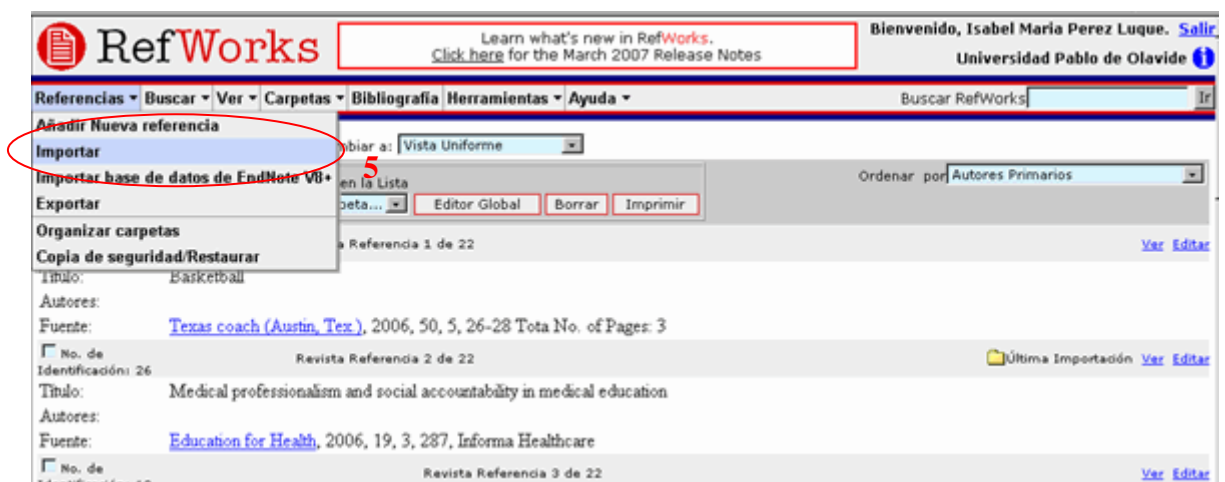 RefWorks
Learn what's new in RefWorks.
Click here for the March 2007 Release Notes
Bienvenido, Isabel Maria Perez Luque. Salir
Universidad Pablo de Olavide
Referencias Buscar Ver Carpetas Bibliografía Herramientas Ayuda Buscar RefWorks Ir
Añadir Nueva referencia
Importar
mbiar a: Vista Uniforme
Importar base de datos de EndNote V8+
5
en la Lista
Ordenar por Autores Primarios
Exportar
peta... Editor Global Borrar Imprimir
Organizar carpetas
a Referencia 1 de 22 Ver Editar
Copia de seguridad/Restaurar
Título: Basketball
Autores:
Fuente: Texas coach (Austin, Tex.), 2006, 50, 5, 26-28 Tota No. of Pages: 3
No. de Revista Referencia 2 de 22 Última Importación Ver Editar
Identificación: 26
Título: Medical professionalism and social accountability in medical education
Autores:
Fuente: Education for Health, 2006, 19, 3, 287, Informa Healthcare
No. de Revista Referencia 3 de 22 Ver Editar